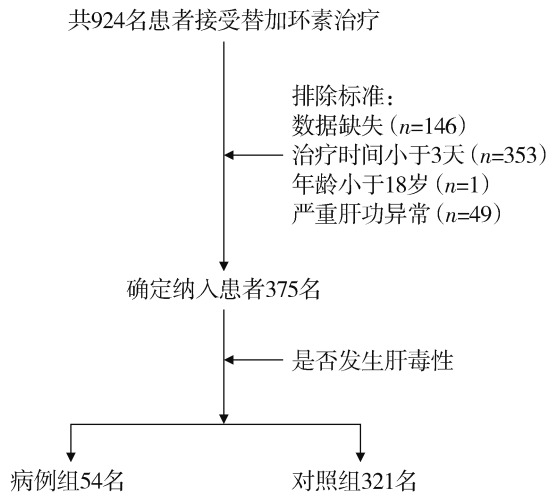 共924名患者接受替加环素治疗
排除标准：
数据缺失（n=146）
治疗时间小于3天（n=353）
年龄小于18岁（n=1）
严重肝功异常（n=49）
确定纳入患者375名
是否发生肝毒性
病例组54名
对照组321名